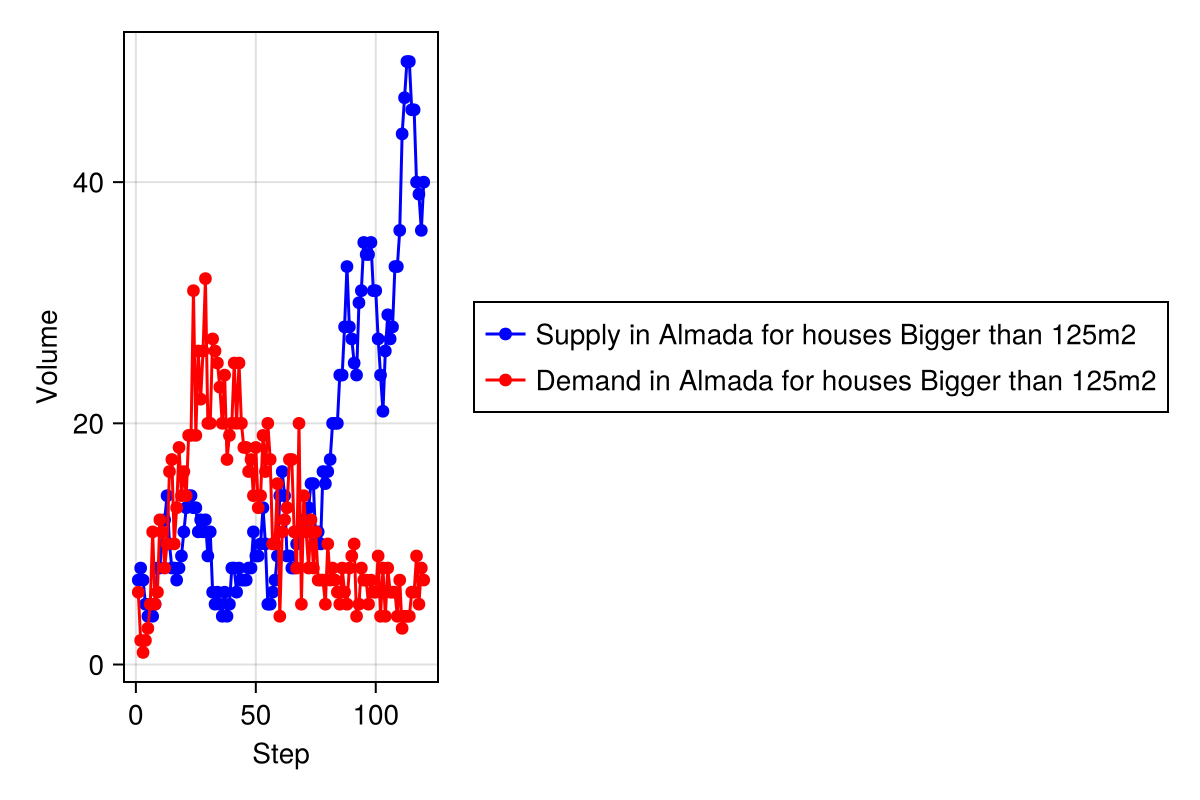 40
20
0
Volume
0 50 100
Step
Supply in Almada for houses Bigger than 125m2
Demand in Almada for houses Bigger than 125m2